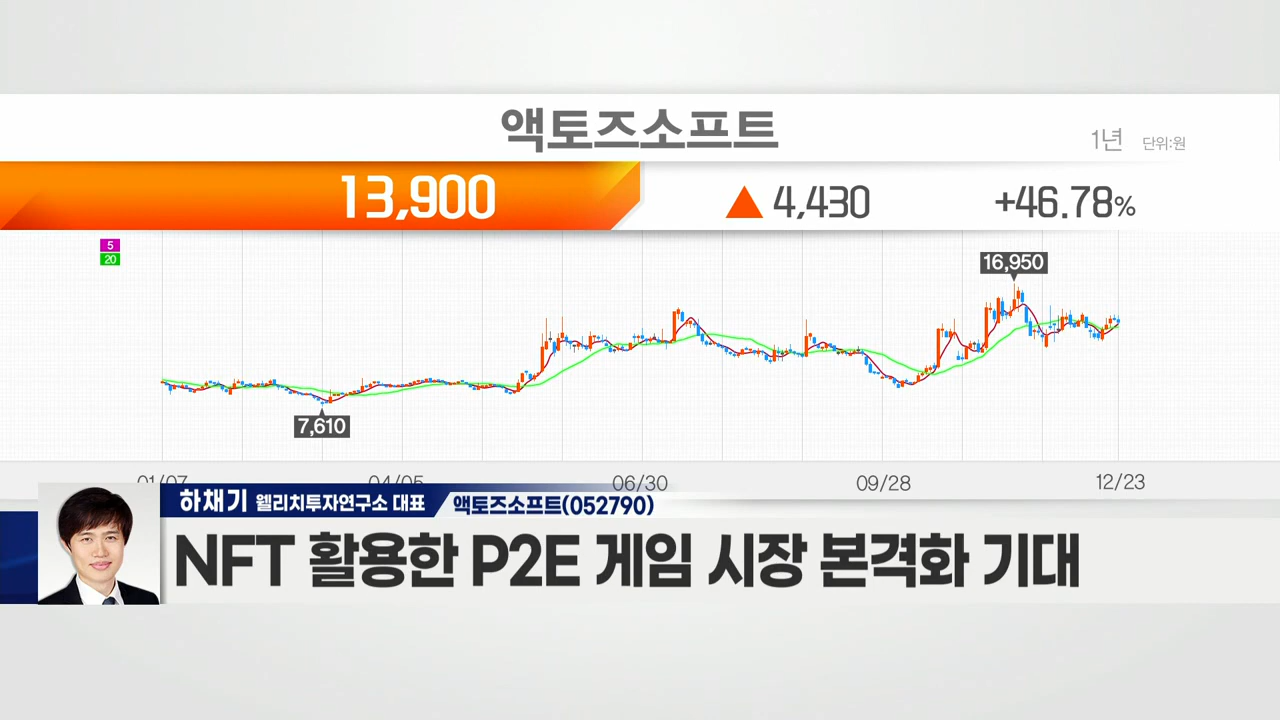 액토즈소프트
1년 단위:원
13,900 ▲ 4,430 +46.78%
5
20
16,950
7,610
01/07 04/05 06/30 09/28 12/23
하채기 웰리치투자연구소 대표 액토즈소프트(052790)
NFT 활용한 P2E 게임 시장 본격화 기대